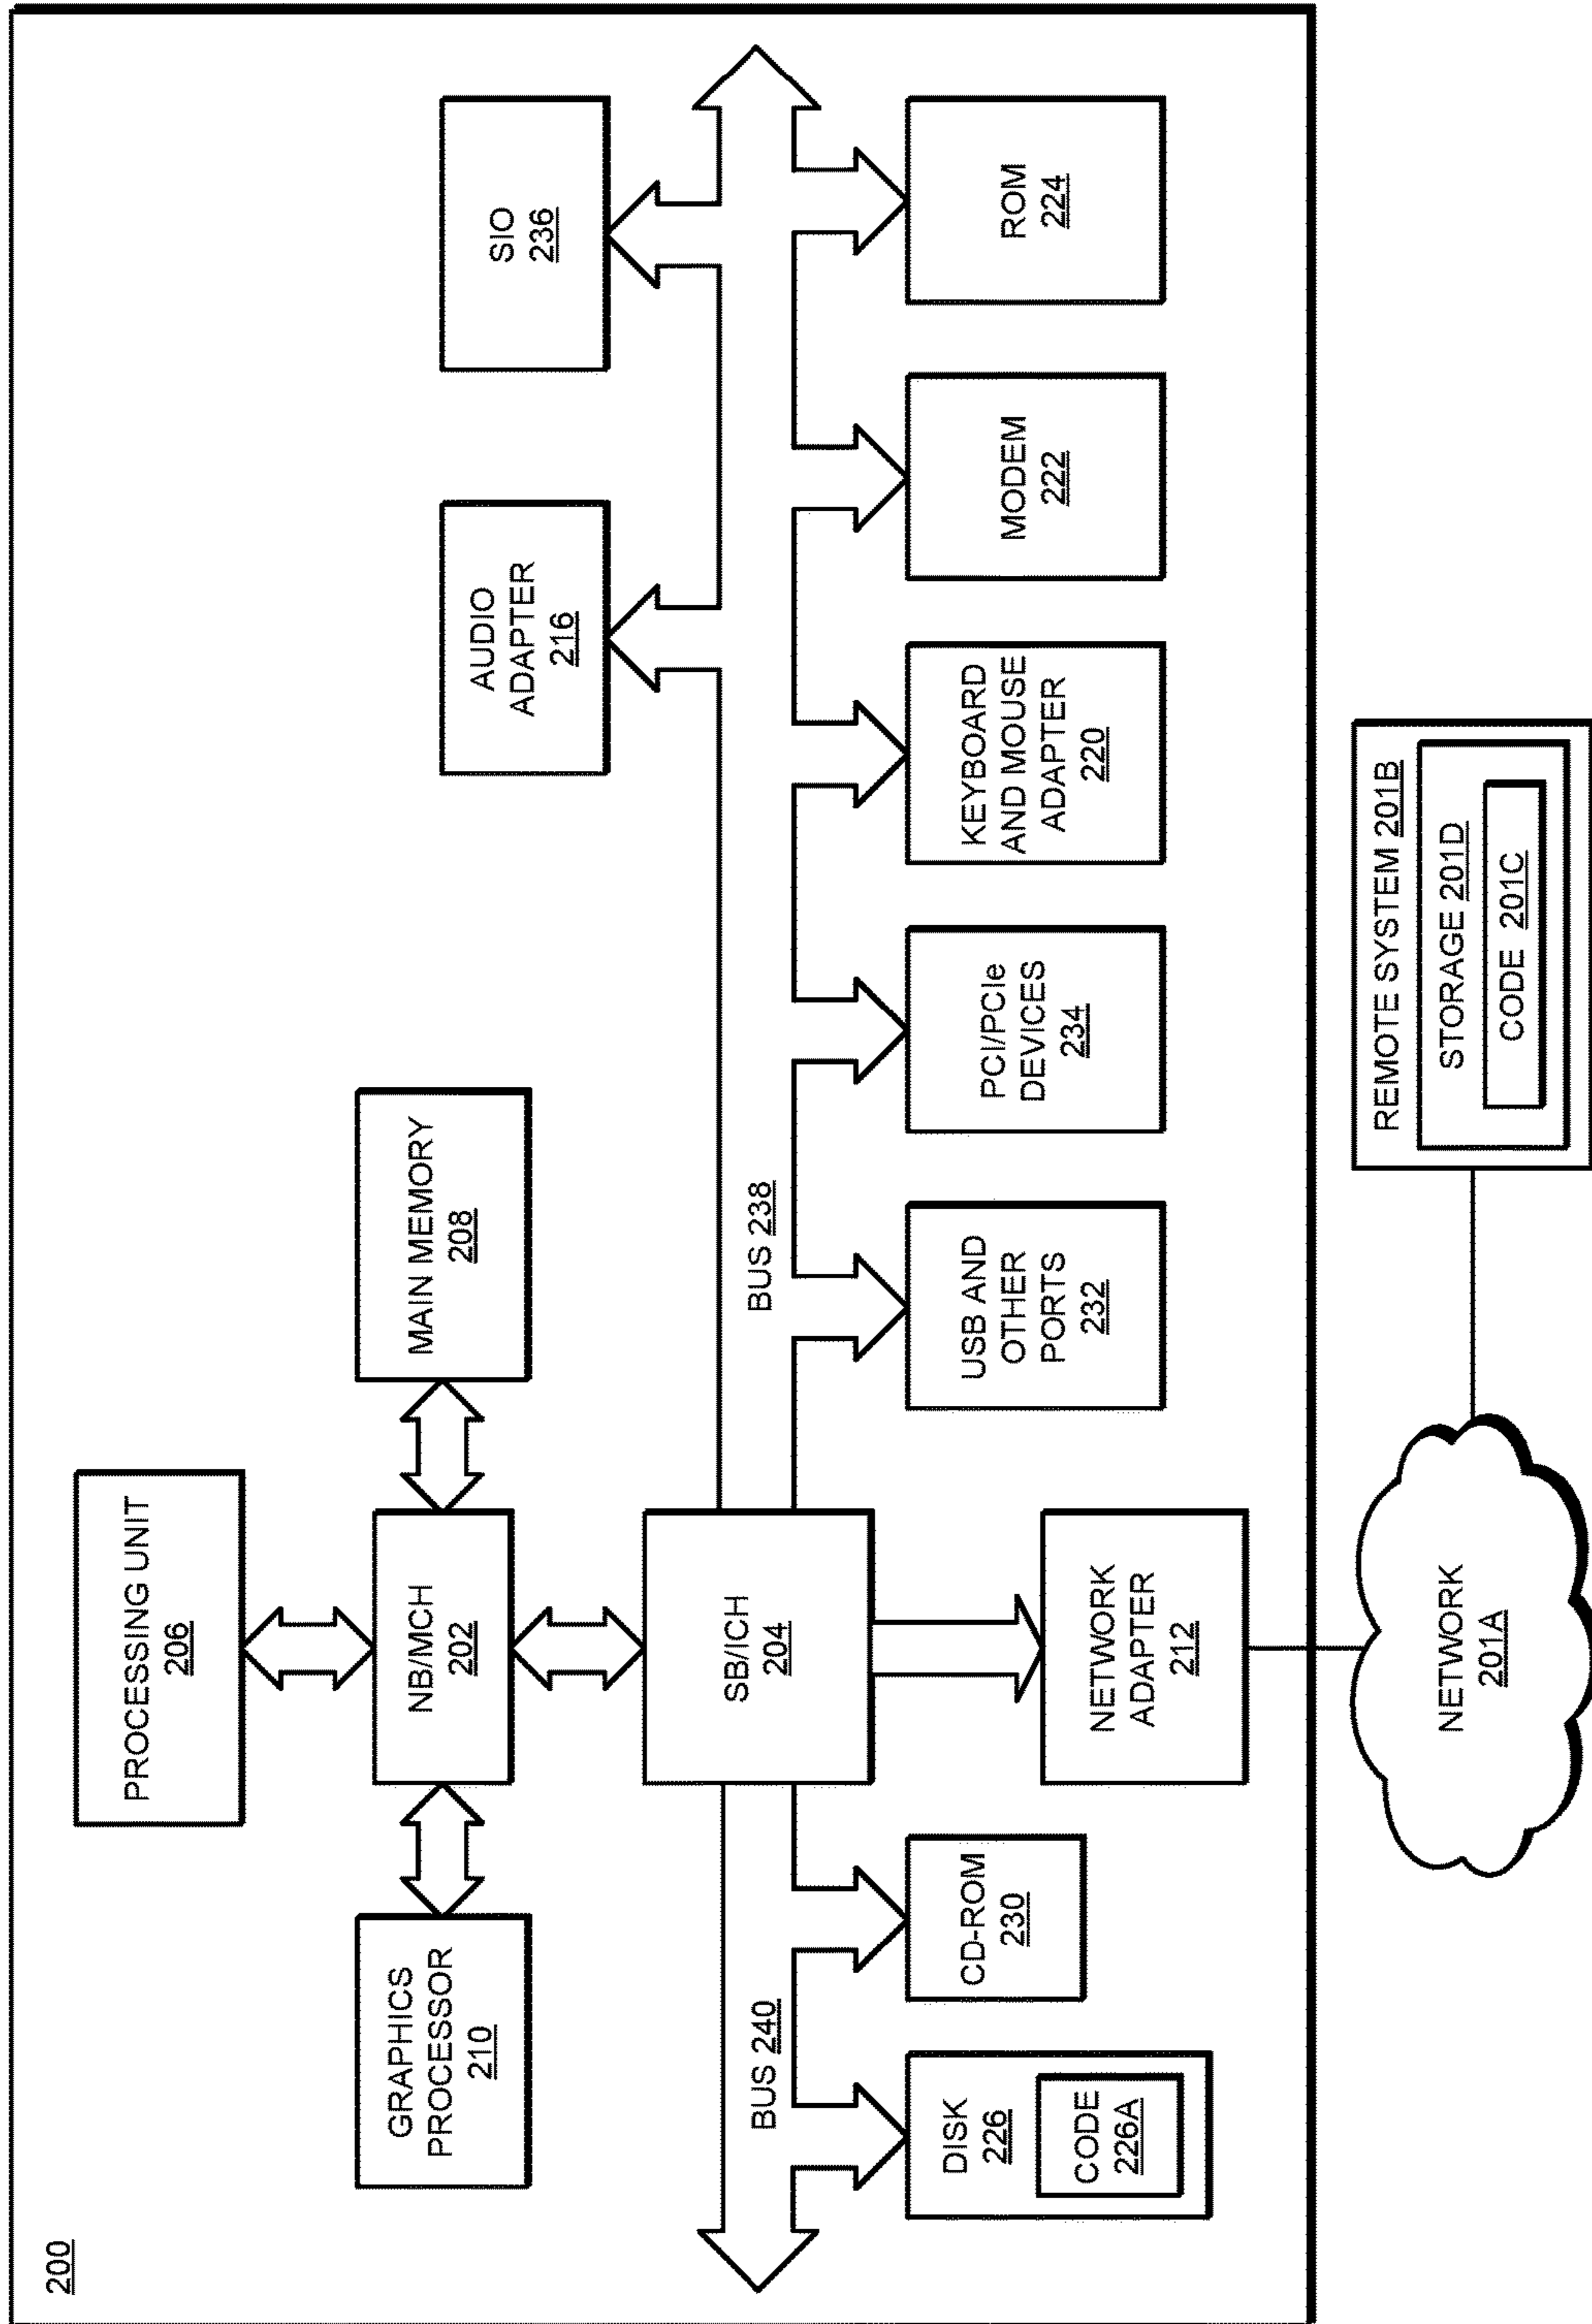 200
PROCESSING UNIT
206
GRAPHICS
PROCESSOR
210
NB/MCH
202
MAIN MEMORY
208
AUDIO
ADAPTER
216
SIO
236
SB/ICH
204
BUS 240
BUS 238
DISK
226
CODE
226A
CD-ROM
230
USB AND
OTHER
PORTS
232
PCI/PCIe
DEVICES
234
KEYBOARD
AND MOUSE
ADAPTER
220
MODEM
222
ROM
224
NETWORK
ADAPTER
212
NETWORK
201A
REMOTE SYSTEM 201B
STORAGE 201D
CODE 201C